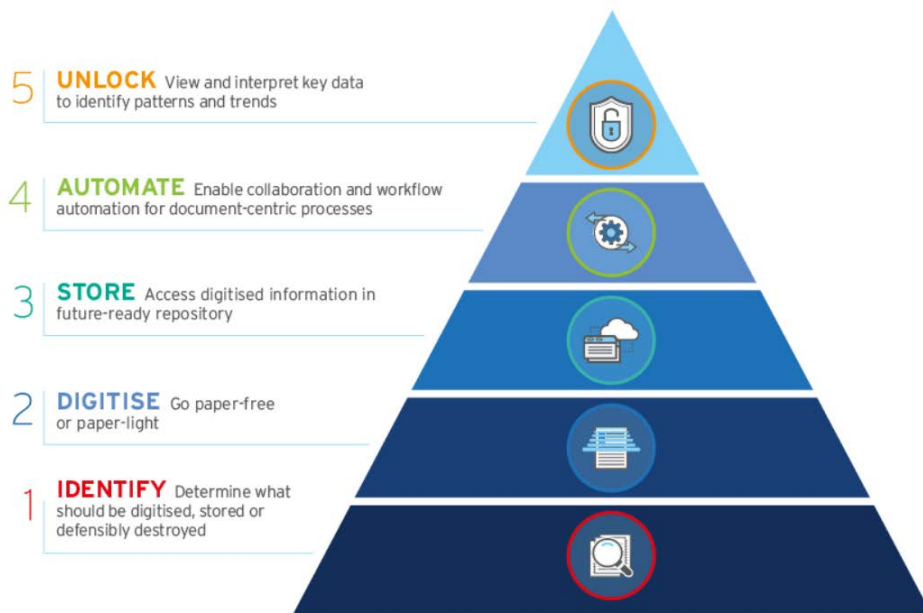 5
UNLOCK View and interpret key data
to identify patterns and trends
4
AUTOMATE Enable collaboration and workflow
automation for document-centric processes
3
STORE Access digitised information in
future-ready repository
2
DIGITISE Go paper-free
or paper-light
1
IDENTIFY Determine what
should be digitised, stored or
defensibly destroyed